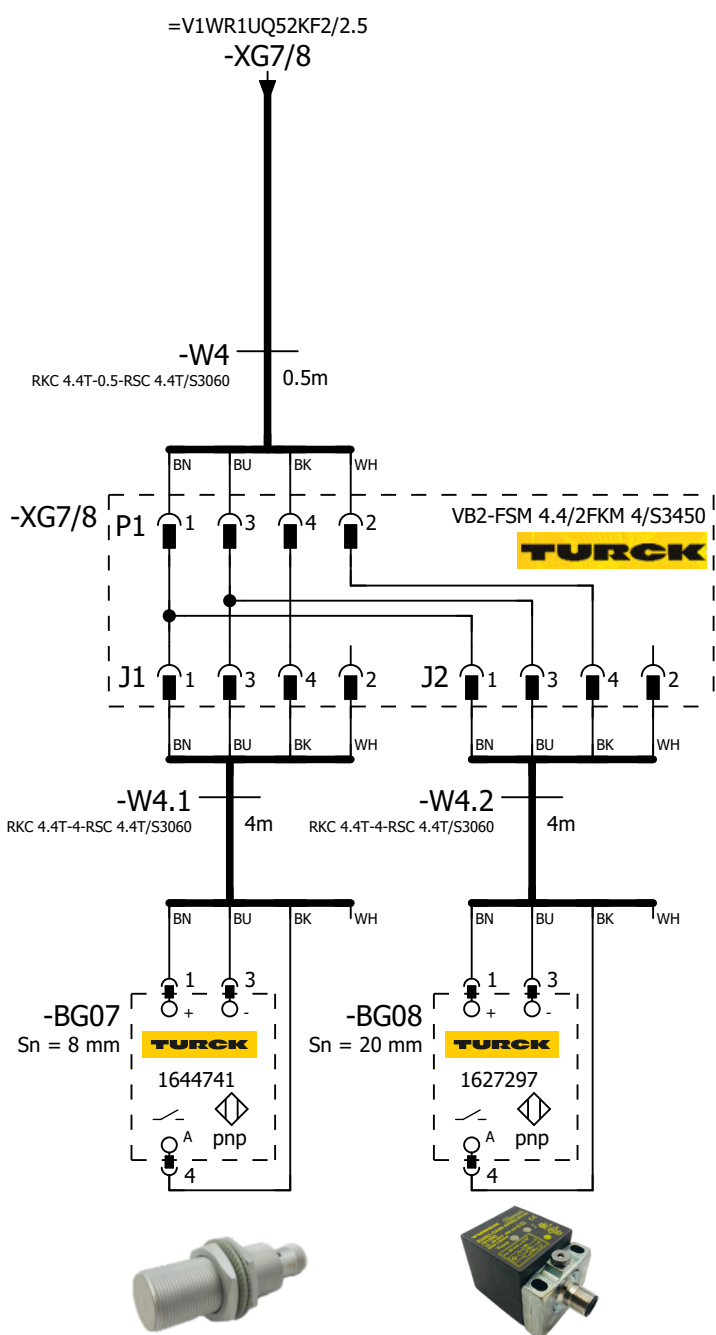 =V1WR1UQ52KF2/2.5
-XG7/8
-W4
RKC 4.4T-0.5-RSC 4.4T/S3060
0.5m
BN BU BK WH
-XG7/8
P1 1 3 4 2
VB2-FSM 4.4/2FKM 4/S3450
TURCK
J1 1 3 4 2
J2 1 3 4 2
BN BU BK WH
BN BU BK WH
-W4.1
RKC 4.4T-4-RSC 4.4T/S3060
4m
-W4.2
RKC 4.4T-4-RSC 4.4T/S3060
4m
BN BU BK WH
BN BU BK WH
1 3
-BG07
+ -
Sn = 8 mm
TURCK
1644741
A
pnp
4
1 3
-BG08
+ -
Sn = 20 mm
TURCK
1627297
A
pnp
4